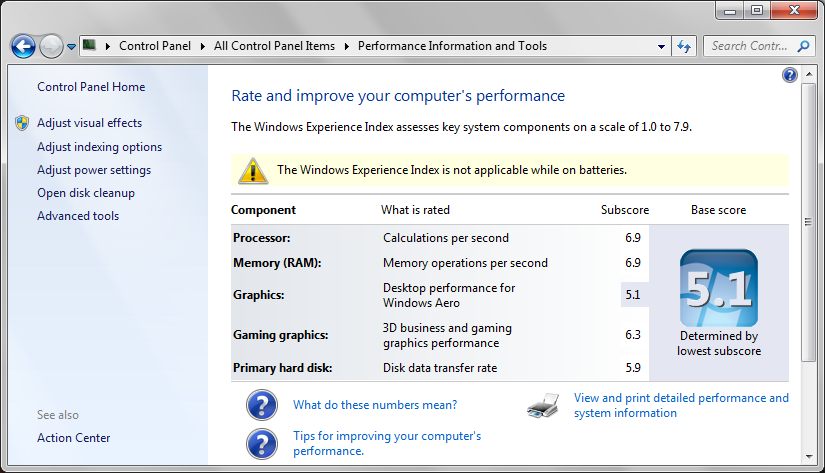 Control Panel All Control Panel Items Performance Information and Tools Search Contr...
Control Panel Home
Adjust visual effects
Adjust indexing options
Adjust power settings
Open disk cleanup
Advanced tools
See also
Action Center
Rate and improve your computer's performance
The Windows Experience Index assesses key system components on a scale of 1.0 to 7.9.
The Windows Experience Index is not applicable while on batteries.
Component What is rated Subscore Base score
Processor: Calculations per second 6.9
Memory (RAM): Memory operations per second 6.9
Graphics: Desktop performance for
Windows Aero 5.1
Gaming graphics: 3D business and gaming
graphics performance 6.3
Primary hard disk: Disk data transfer rate 5.9
5.1
Determined by
lowest subscore
What do these numbers mean?
Tips for improving your computer's
performance.
View and print detailed performance and
system information